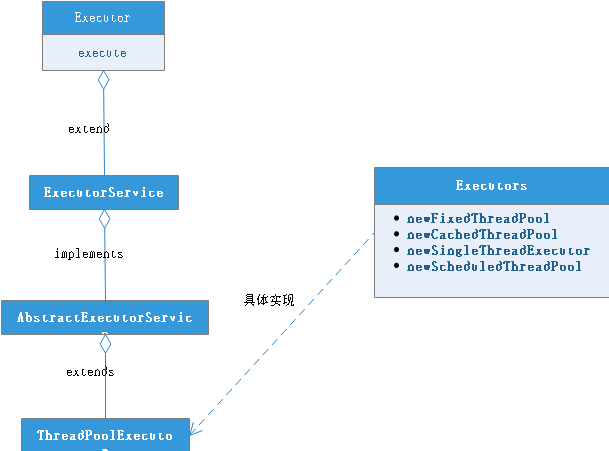 Executor
execute
extend
ExecutorService
implements
AbstractExecutorServic
extends
ThreadPoolExecuto
具体实现
Executors
newFixedThreadPool
newCachedThreadPool
newSingleThreadExecutor
newScheduledThreadPool